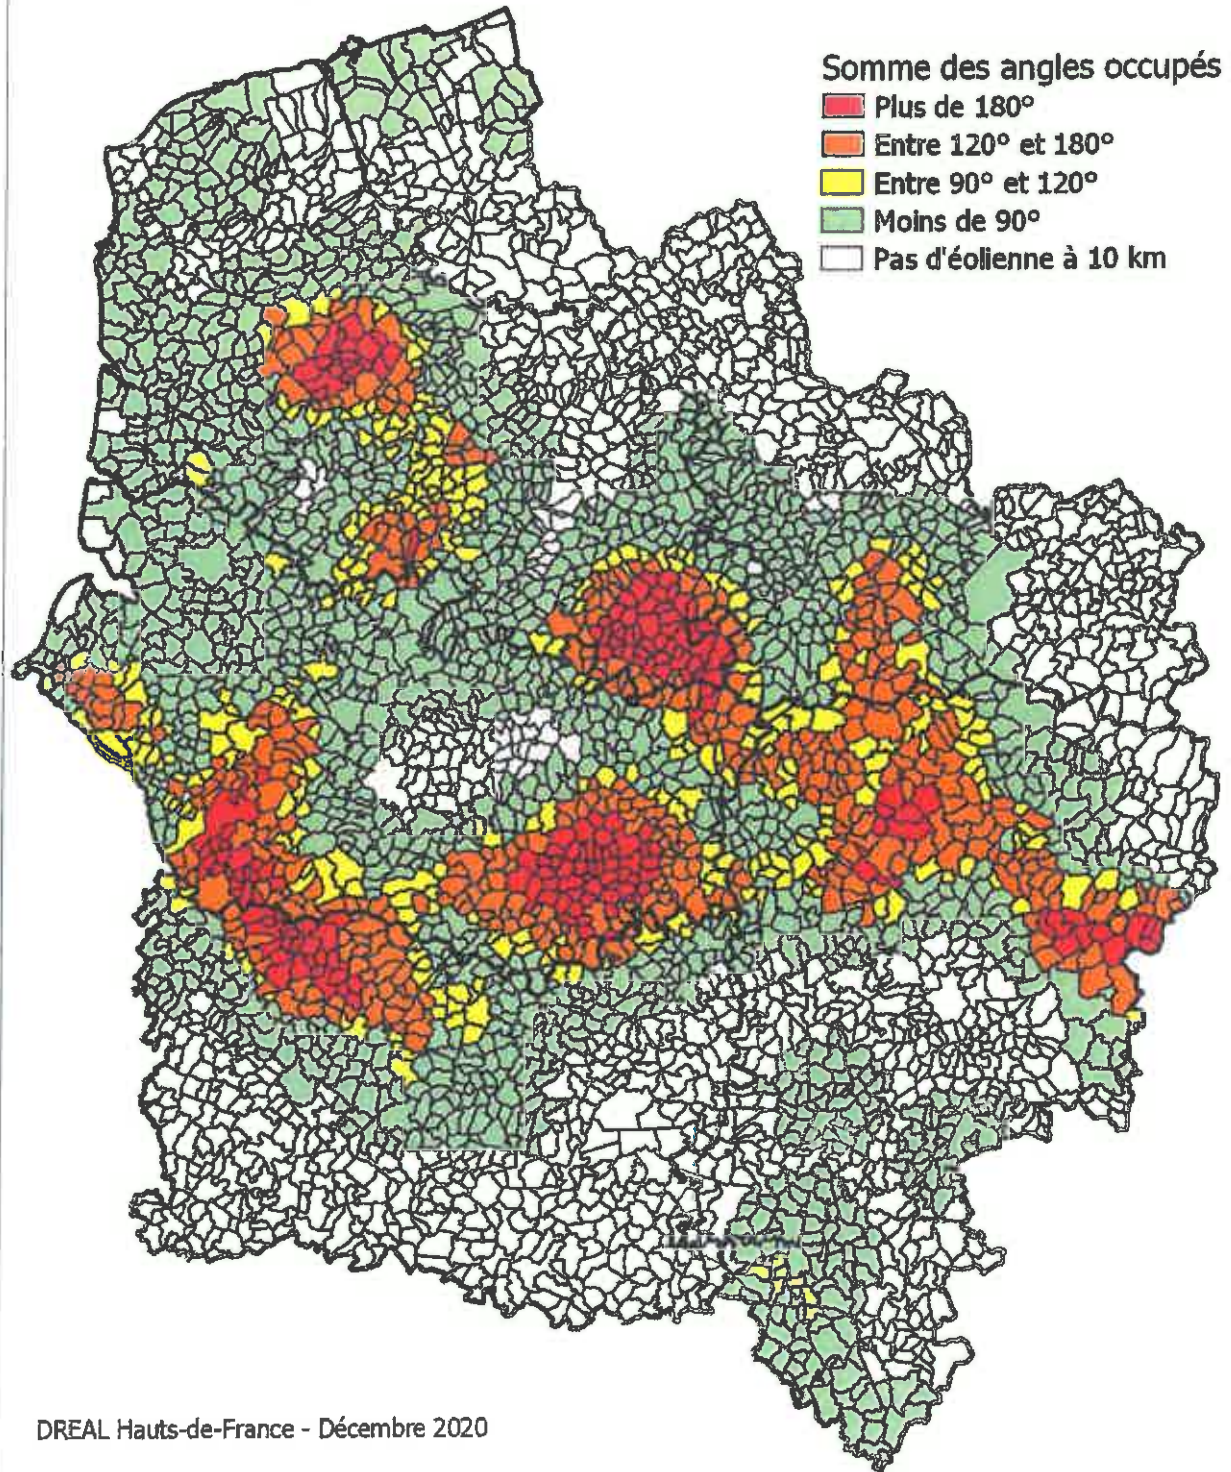 Somme des angles occupés
Plus de 180°
Entre 120° et 180°
Entre 90° et 120°
Moins de 90°
Pas d'éolienne à 10 km
DREAL Hauts-de-France - Décembre 2020